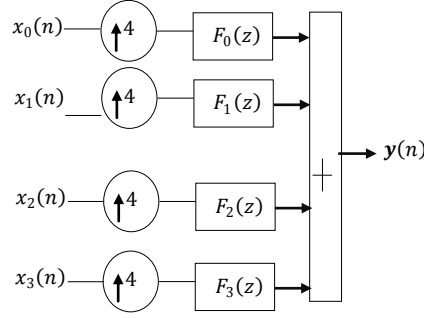 x₀(n) ↑4 F₀(z)
x₁(n) ↑4 F₁(z)
+ y(n)
x₂(n) ↑4 F₂(z)
x₃(n) ↑4 F₃(z)